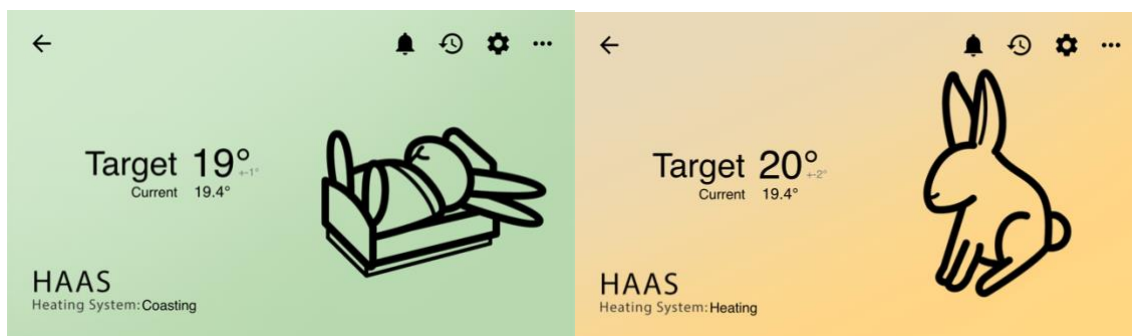 Target 19° +-1°
Current 19.4°
HAAS
Heating System: Coasting
Target 20° +-2°
Current 19.4°
HAAS
Heating System: Heating